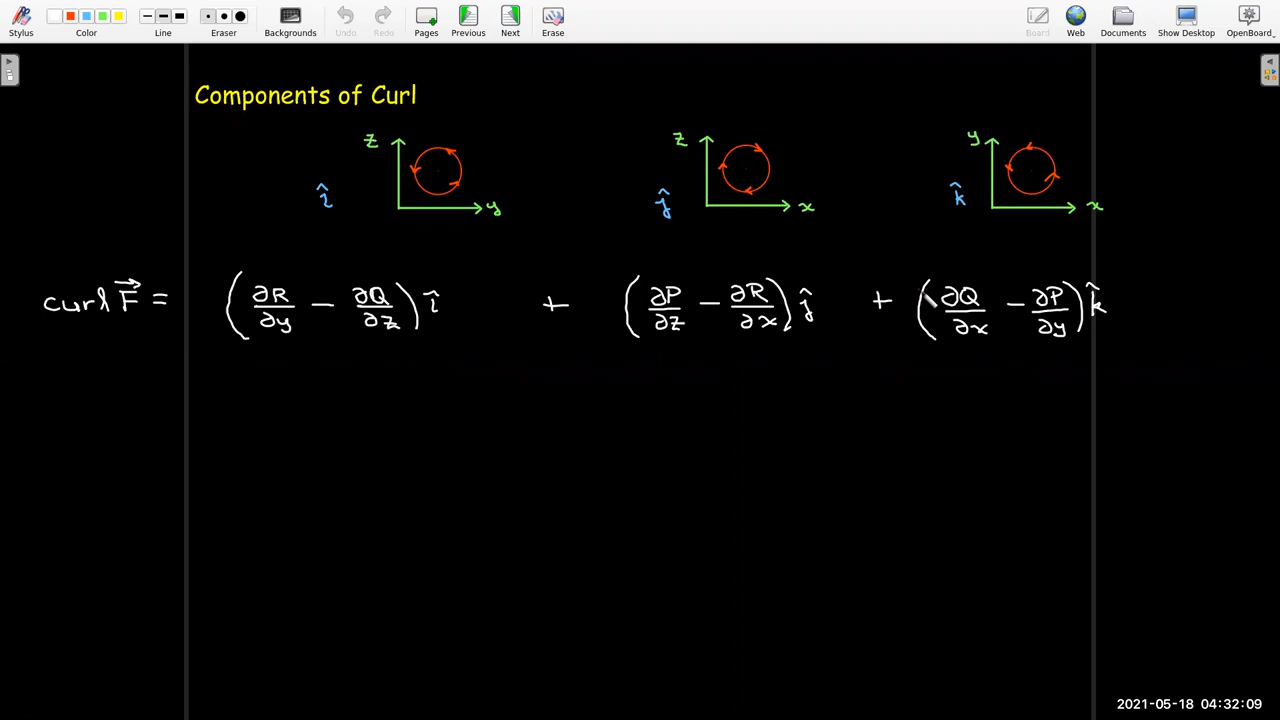 Stylus Color Line Eraser Backgrounds Undo Redo Pages Previous Next Erase Board Web Documents Show Desktop OpenBoard
Components of Curl
z y î
z x ĵ
y x k̂
curl F⃗ = (∂R/∂y − ∂Q/∂z) î + (∂P/∂z − ∂R/∂x) ĵ + (∂Q/∂x − ∂P/∂y) k̂
2021-05-18 04:32:09